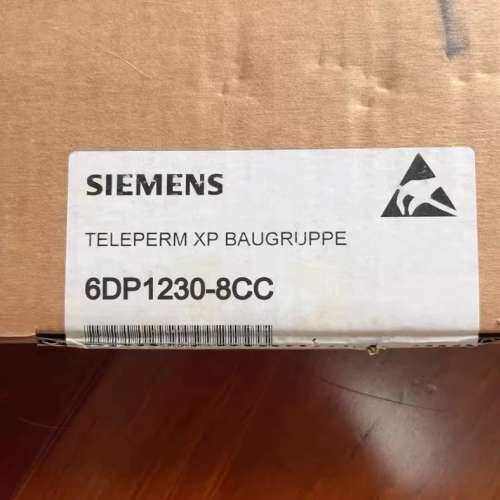 SIEMENS
TELEPERM XP BAUGRUPPE
6DP1230-8CC